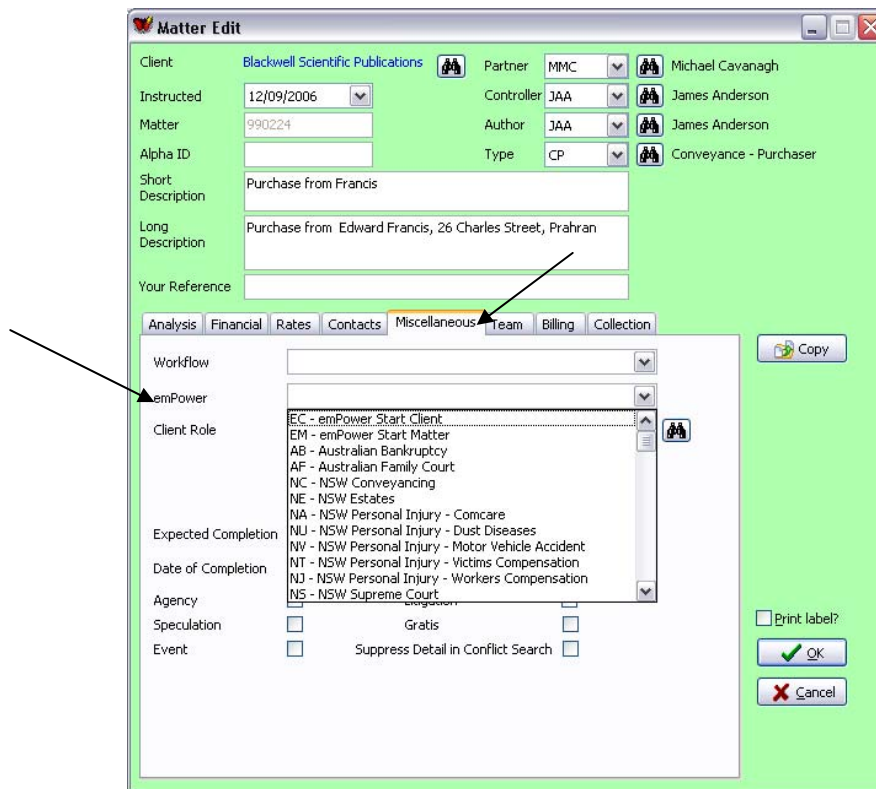 Matter Edit
Client Blackwell Scientific Publications Partner MMC Michael Cavanagh
Instructed 12/09/2006 Controller JAA James Anderson
Matter 990224 Author JAA James Anderson
Alpha ID Type CP Conveyance - Purchaser
Short
Description
Purchase from Francis
Long
Description
Purchase from Edward Francis, 26 Charles Street, Prahran
Your Reference
Analysis Financial Rates Contacts Miscellaneous Team Billing Collection
Copy
Workflow
emPower
Client Role
EC - emPower Start Client
EM - emPower Start Matter
AB - Australian Bankruptcy
AF - Australian Family Court
NC - NSW Conveyancing
NE - NSW Estates
NA - NSW Personal Injury - Comcare
NU - NSW Personal Injury - Dust Diseases
NV - NSW Personal Injury - Motor Vehicle Accident
NT - NSW Personal Injury - Victims Compensation
NJ - NSW Personal Injury - Workers Compensation
NS - NSW Supreme Court
Expected Completion
Date of Completion
Agency
Speculation Gratis
Event Suppress Detail in Conflict Search
Print label?
OK
Cancel